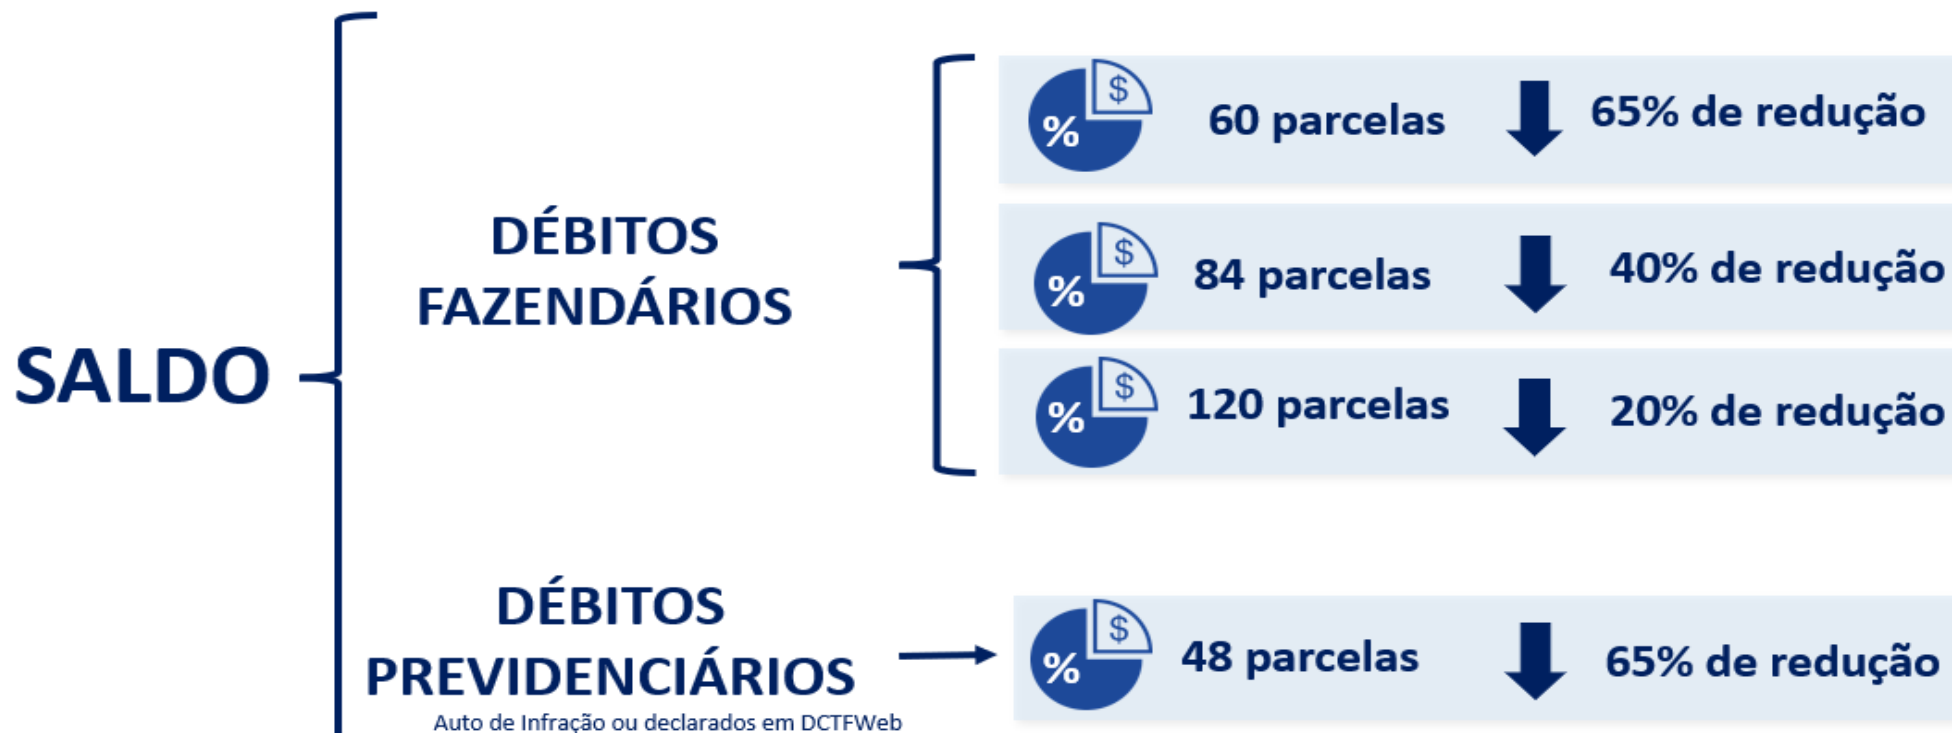 SALDO
DÉBITOS
FAZENDÁRIOS
% $ 60 parcelas 65% de redução
% $ 84 parcelas 40% de redução
% $ 120 parcelas 20% de redução
DÉBITOS
PREVIDENCIÁRIOS
Auto de Infração ou declarados em DCTFWeb
% $ 48 parcelas 65% de redução